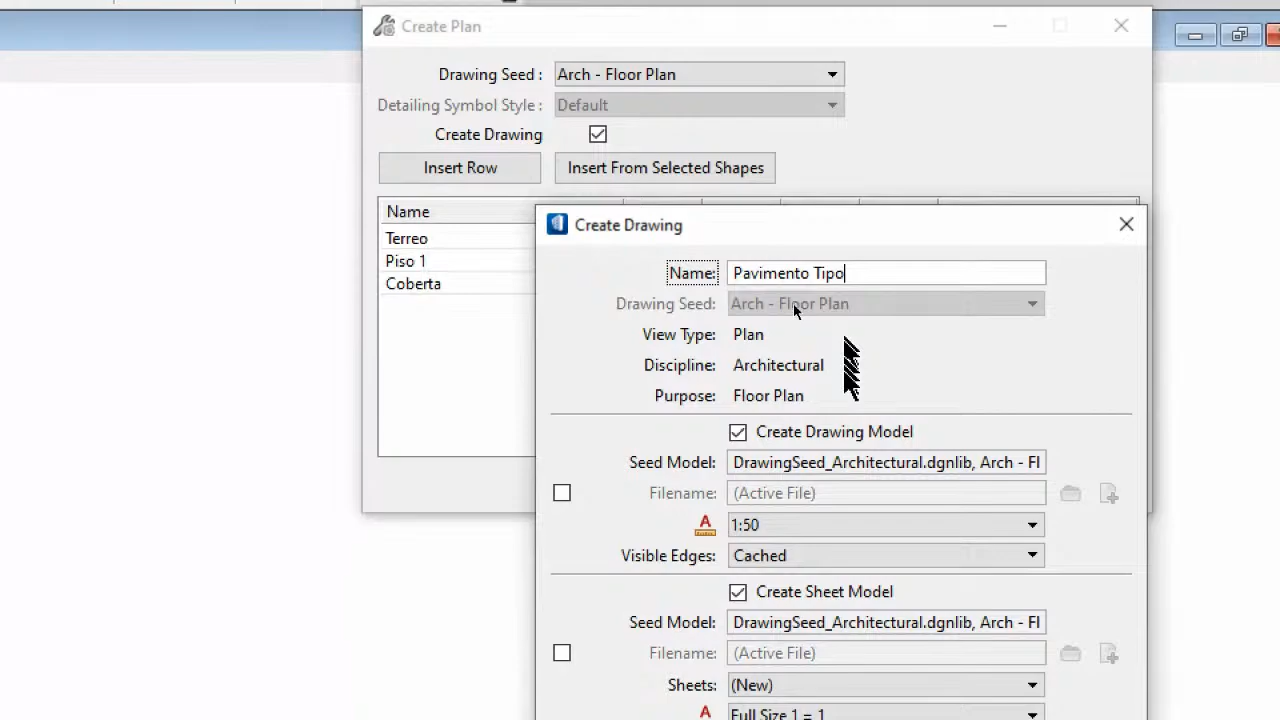 Create Plan
Drawing Seed : Arch - Floor Plan
Detailing Symbol Style : Default
Create Drawing
Insert Row Insert From Selected Shapes
Name
Terreo
Piso 1
Coberta
Create Drawing
Name: Pavimento Tipo
Drawing Seed: Arch - Floor Plan
View Type: Plan
Discipline: Architectural
Purpose: Floor Plan
Create Drawing Model
Seed Model: DrawingSeed_Architectural.dgnlib, Arch - Fl
Filename: (Active File)
A 1:50
Visible Edges: Cached
Create Sheet Model
Seed Model: DrawingSeed_Architectural.dgnlib, Arch - Fl
Filename: (Active File)
Sheets: (New)
A Full Size 1 = 1